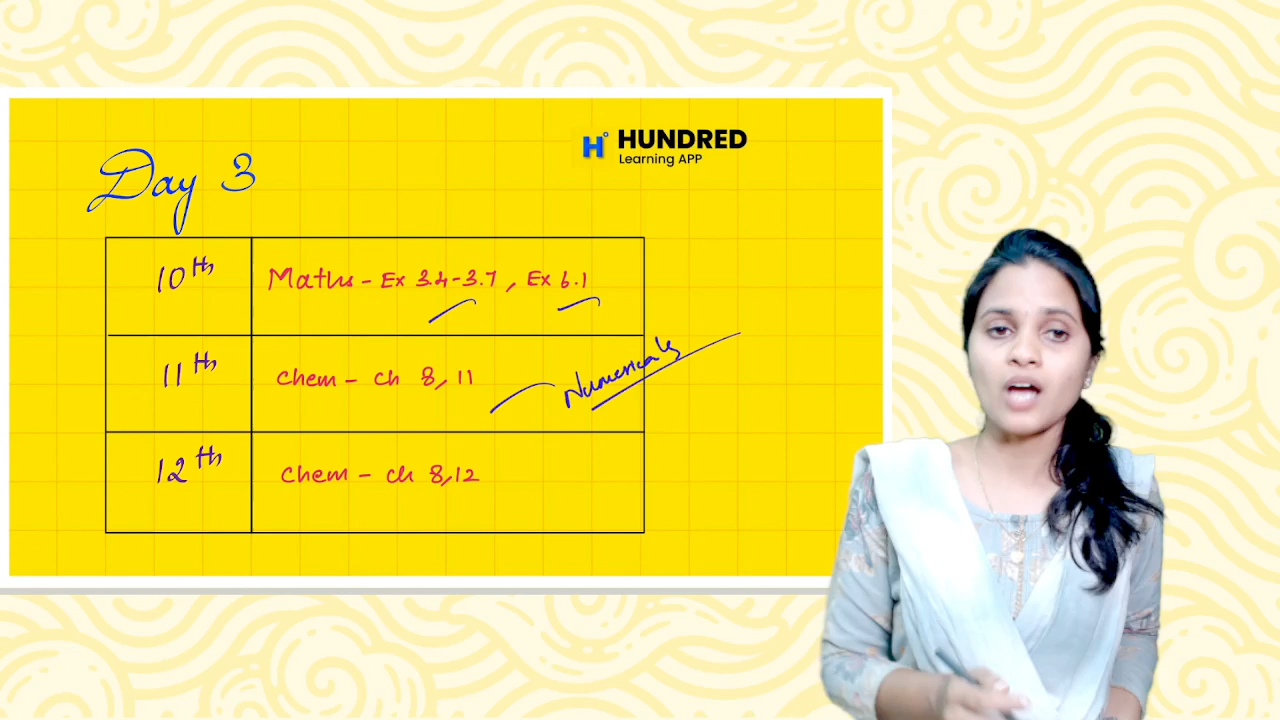 HUNDRED
Learning APP
Day 3
10th Maths - Ex 3.4-3.7, Ex 6.1
11th Chem - Ch 8, 11 Numericals
12th Chem - Ch 8,12